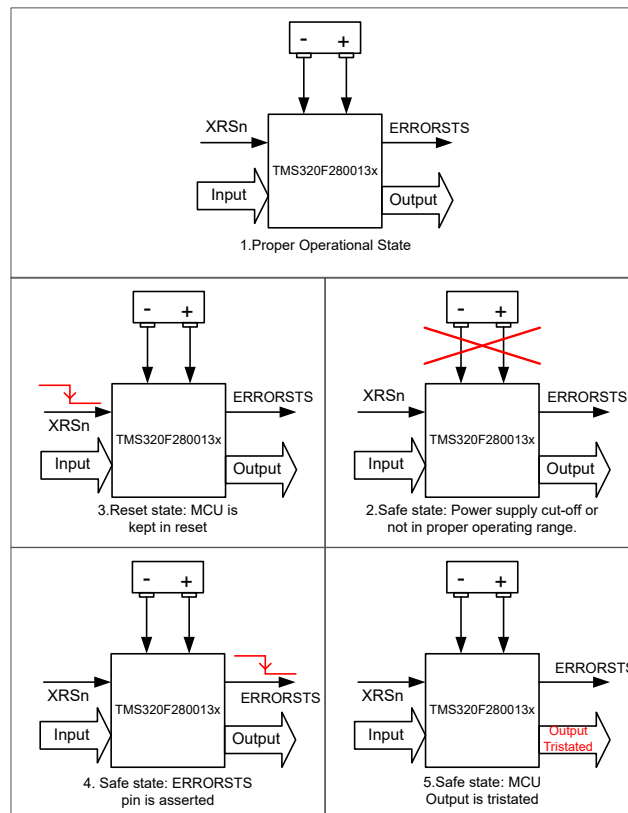 - +
XRSn
ERRORSTS
TMS320F280013x
Input
Output
1.Proper Operational State
- +
XRSn
ERRORSTS
TMS320F280013x
Input
Output
3.Reset state: MCU is
kept in reset
- +
XRSn
ERRORSTS
TMS320F280013x
Input
Output
2.Safe state: Power supply cut-off or
not in proper operating range.
- +
XRSn
ERRORSTS
TMS320F280013x
Input
Output
4. Safe state: ERRORSTS
pin is asserted
- +
XRSn
ERRORSTS
TMS320F280013x
Input
Output
Tristated
5.Safe state: MCU
Output is tristated